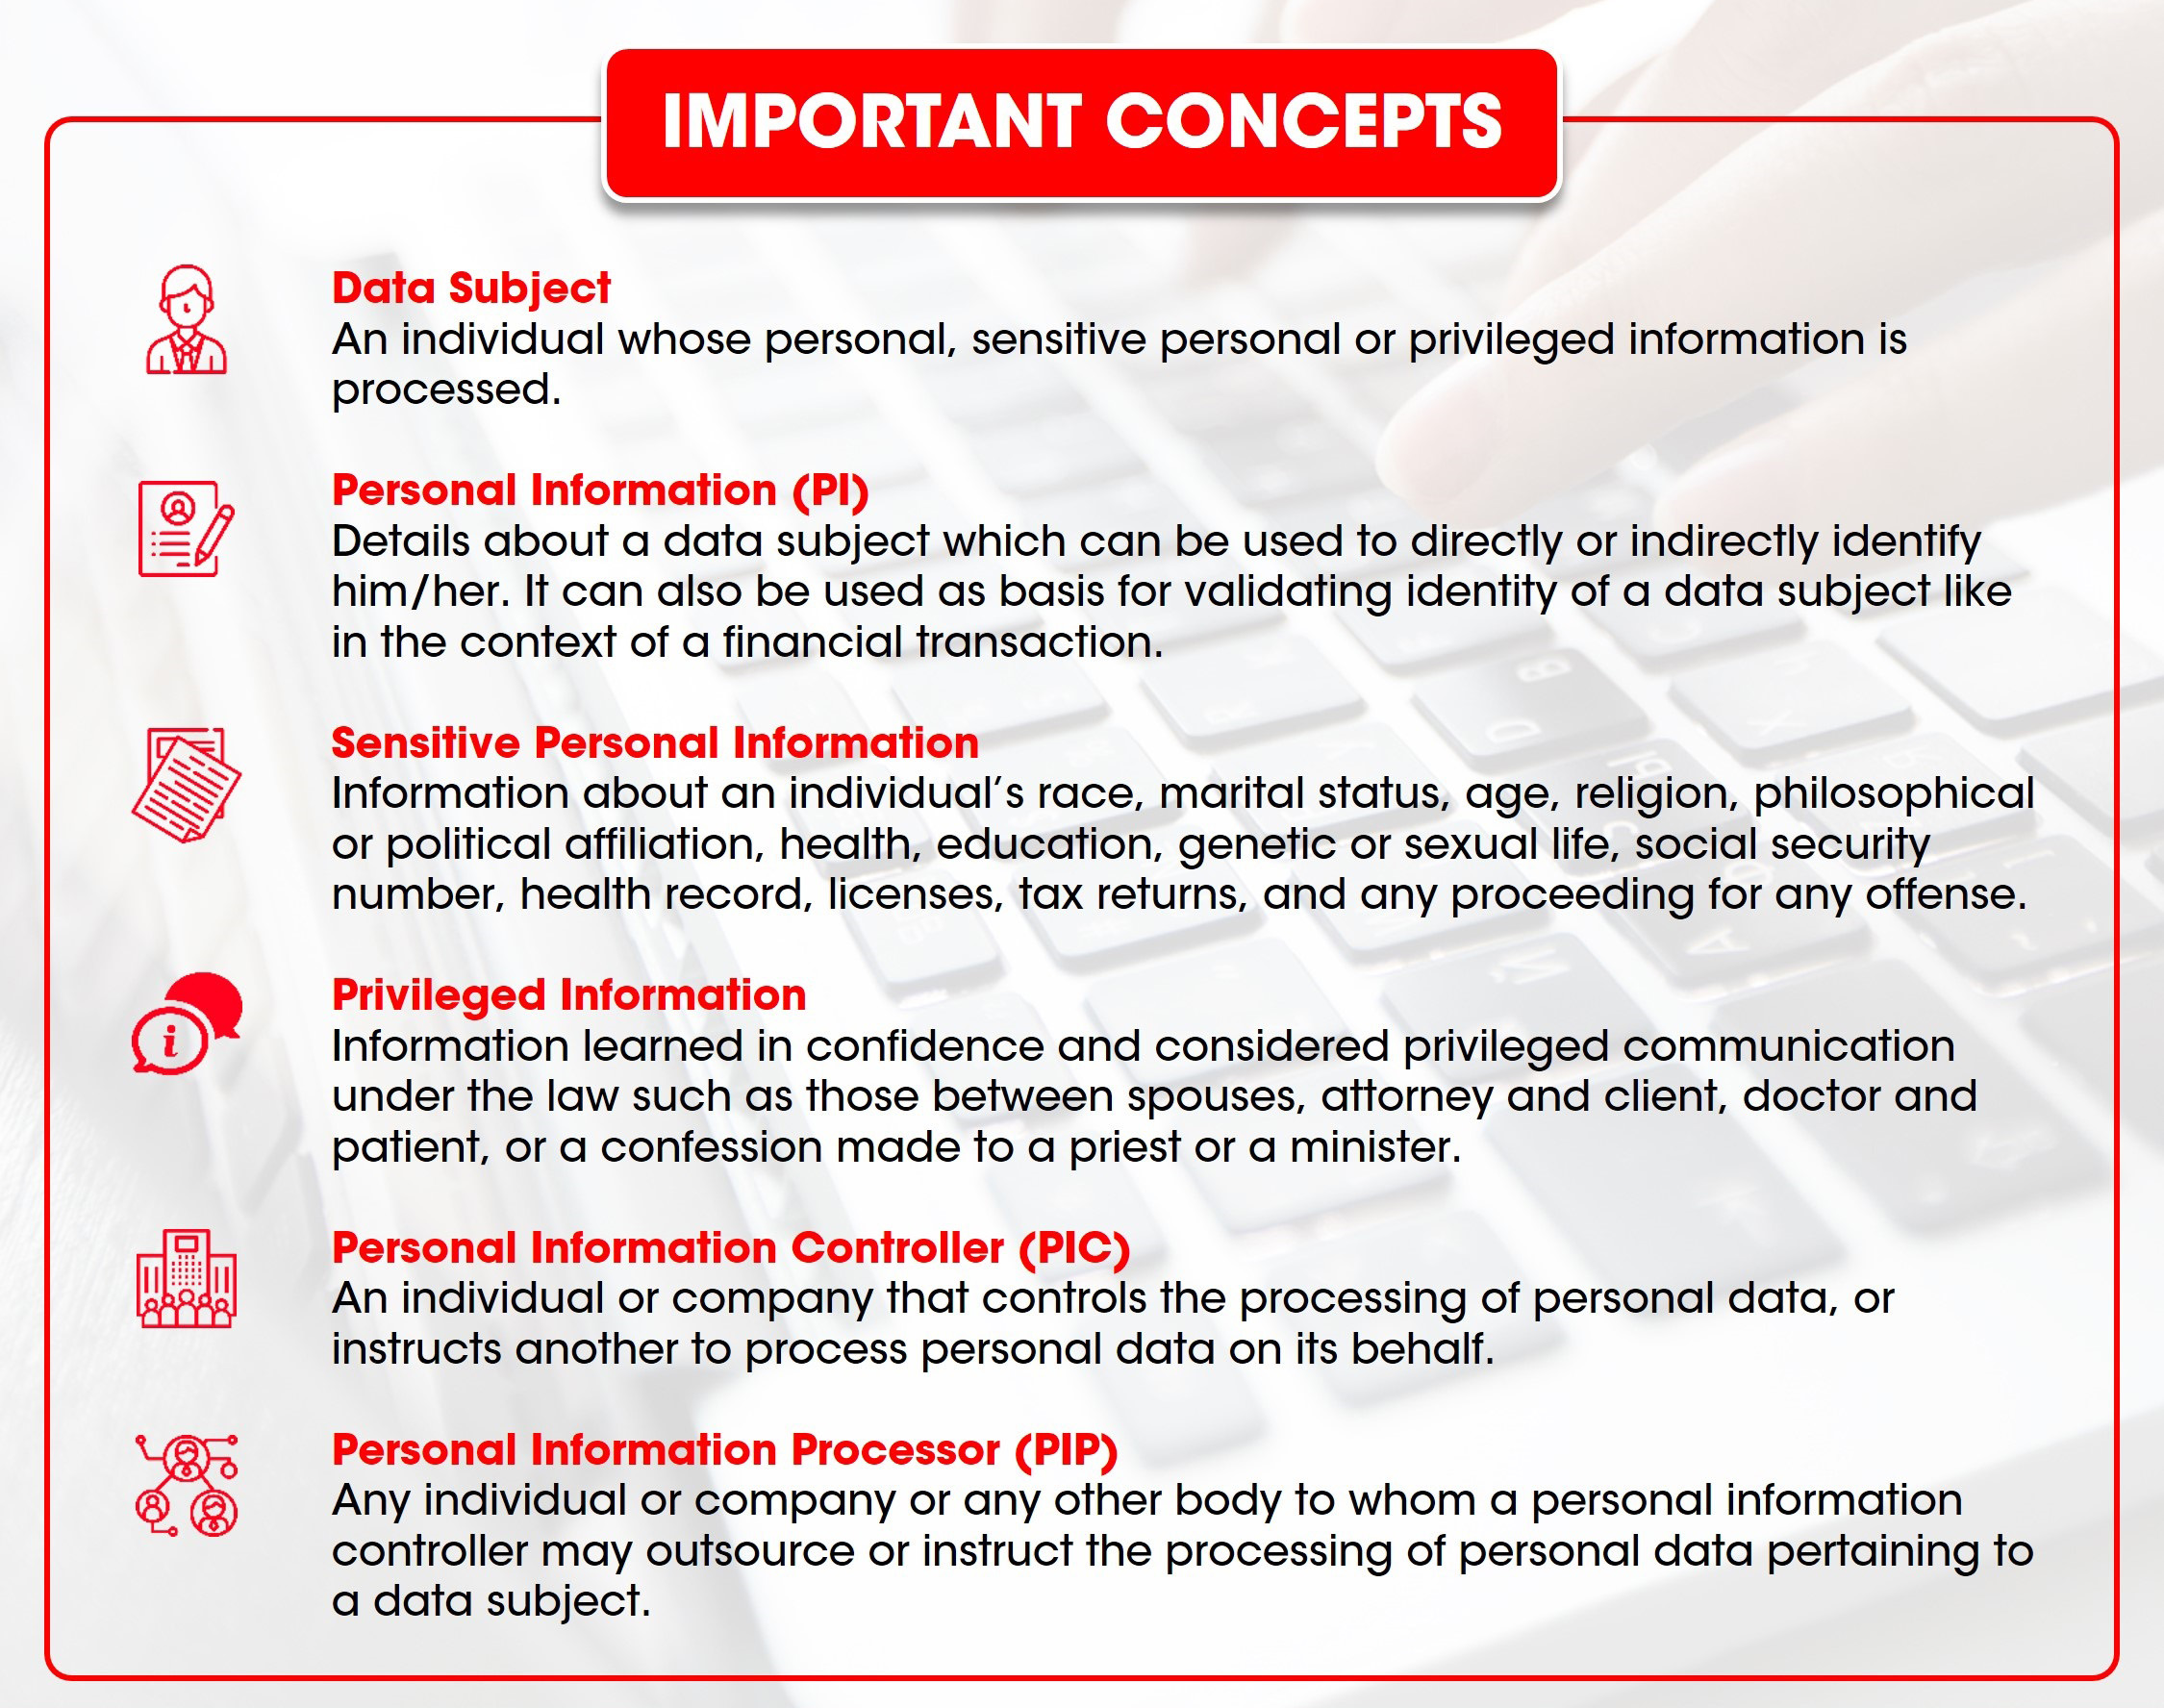 IMPORTANT CONCEPTS
Data Subject
An individual whose personal, sensitive personal or privileged information is
processed.
Personal Information (PI)
Details about a data subject which can be used to directly or indirectly identify
him/her. It can also be used as basis for validating identity of a data subject like
in the context of a financial transaction.
Sensitive Personal Information
Information about an individual’s race, marital status, age, religion, philosophical
or political affiliation, health, education, genetic or sexual life, social security
number, health record, licenses, tax returns, and any proceeding for any offense.
Privileged Information
Information learned in confidence and considered privileged communication
under the law such as those between spouses, attorney and client, doctor and
patient, or a confession made to a priest or a minister.
Personal Information Controller (PIC)
An individual or company that controls the processing of personal data, or
instructs another to process personal data on its behalf.
Personal Information Processor (PIP)
Any individual or company or any other body to whom a personal information
controller may outsource or instruct the processing of personal data pertaining to
a data subject.